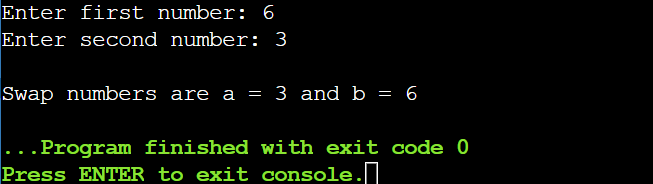 Enter first number: 6
Enter second number: 3
Swap numbers are a = 3 and b = 6
...Program finished with exit code 0
Press ENTER to exit console.